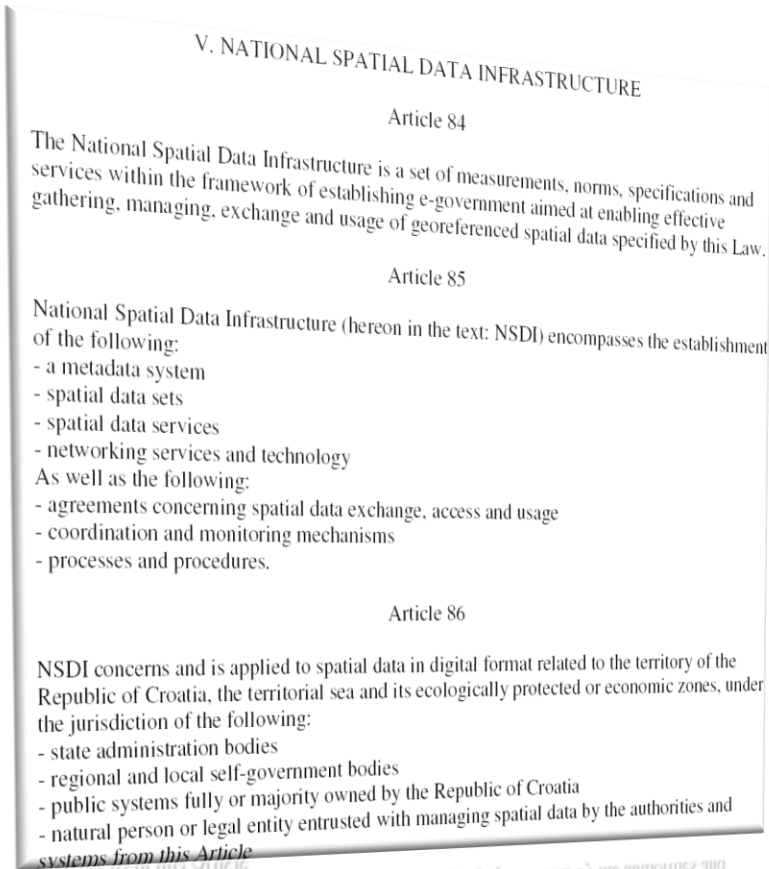 V. NATIONAL SPATIAL DATA INFRASTRUCTURE
Article 84
The National Spatial Data Infrastructure is a set of measurements, norms, specifications and
services within the framework of establishing e-government aimed at enabling effective
gathering, managing, exchange and usage of georeferenced spatial data specified by this Law.
Article 85
National Spatial Data Infrastructure (hereon in the text: NSDI) encompasses the establishment
of the following:
- a metadata system
- spatial data sets
- spatial data services
- networking services and technology
As well as the following:
- agreements concerning spatial data exchange, access and usage
- coordination and monitoring mechanisms
- processes and procedures.
Article 86
NSDI concerns and is applied to spatial data in digital format related to the territory of the
Republic of Croatia, the territorial sea and its ecologically protected or economic zones, under
the jurisdiction of the following:
- state administration bodies
- regional and local self-government bodies
- public systems fully or majority owned by the Republic of Croatia
- natural person or legal entity entrusted with managing spatial data by the authorities and
systems from this Article